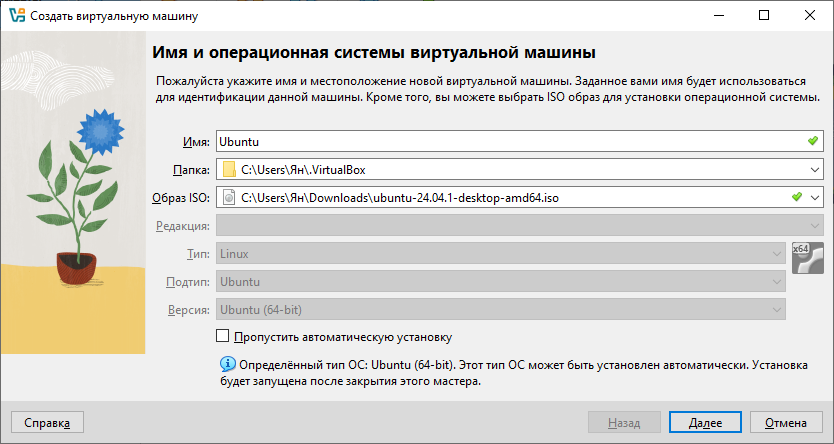 Создать виртуальную машину
Имя и операционная системы виртуальной машины
Пожалуйста укажите имя и местоположение новой виртуальной машины. Заданное вами имя будет использоваться
для идентификации данной машины. Кроме того, вы можете выбрать ISO образ для установки операционной системы.
Имя: Ubuntu
Папка: C:\Users\Ян\.VirtualBox
Образ ISO: C:\Users\Ян\Downloads\ubuntu-24.04.1-desktop-amd64.iso
Редакция:
Тип: Linux
x64
Подтип: Ubuntu
Версия: Ubuntu (64-bit)
Пропустить автоматическую установку
Определённый тип ОС: Ubuntu (64-bit). Этот тип ОС может быть установлен автоматически. Установка
будет запущена после закрытия этого мастера.
Справка Назад Далее Отмена